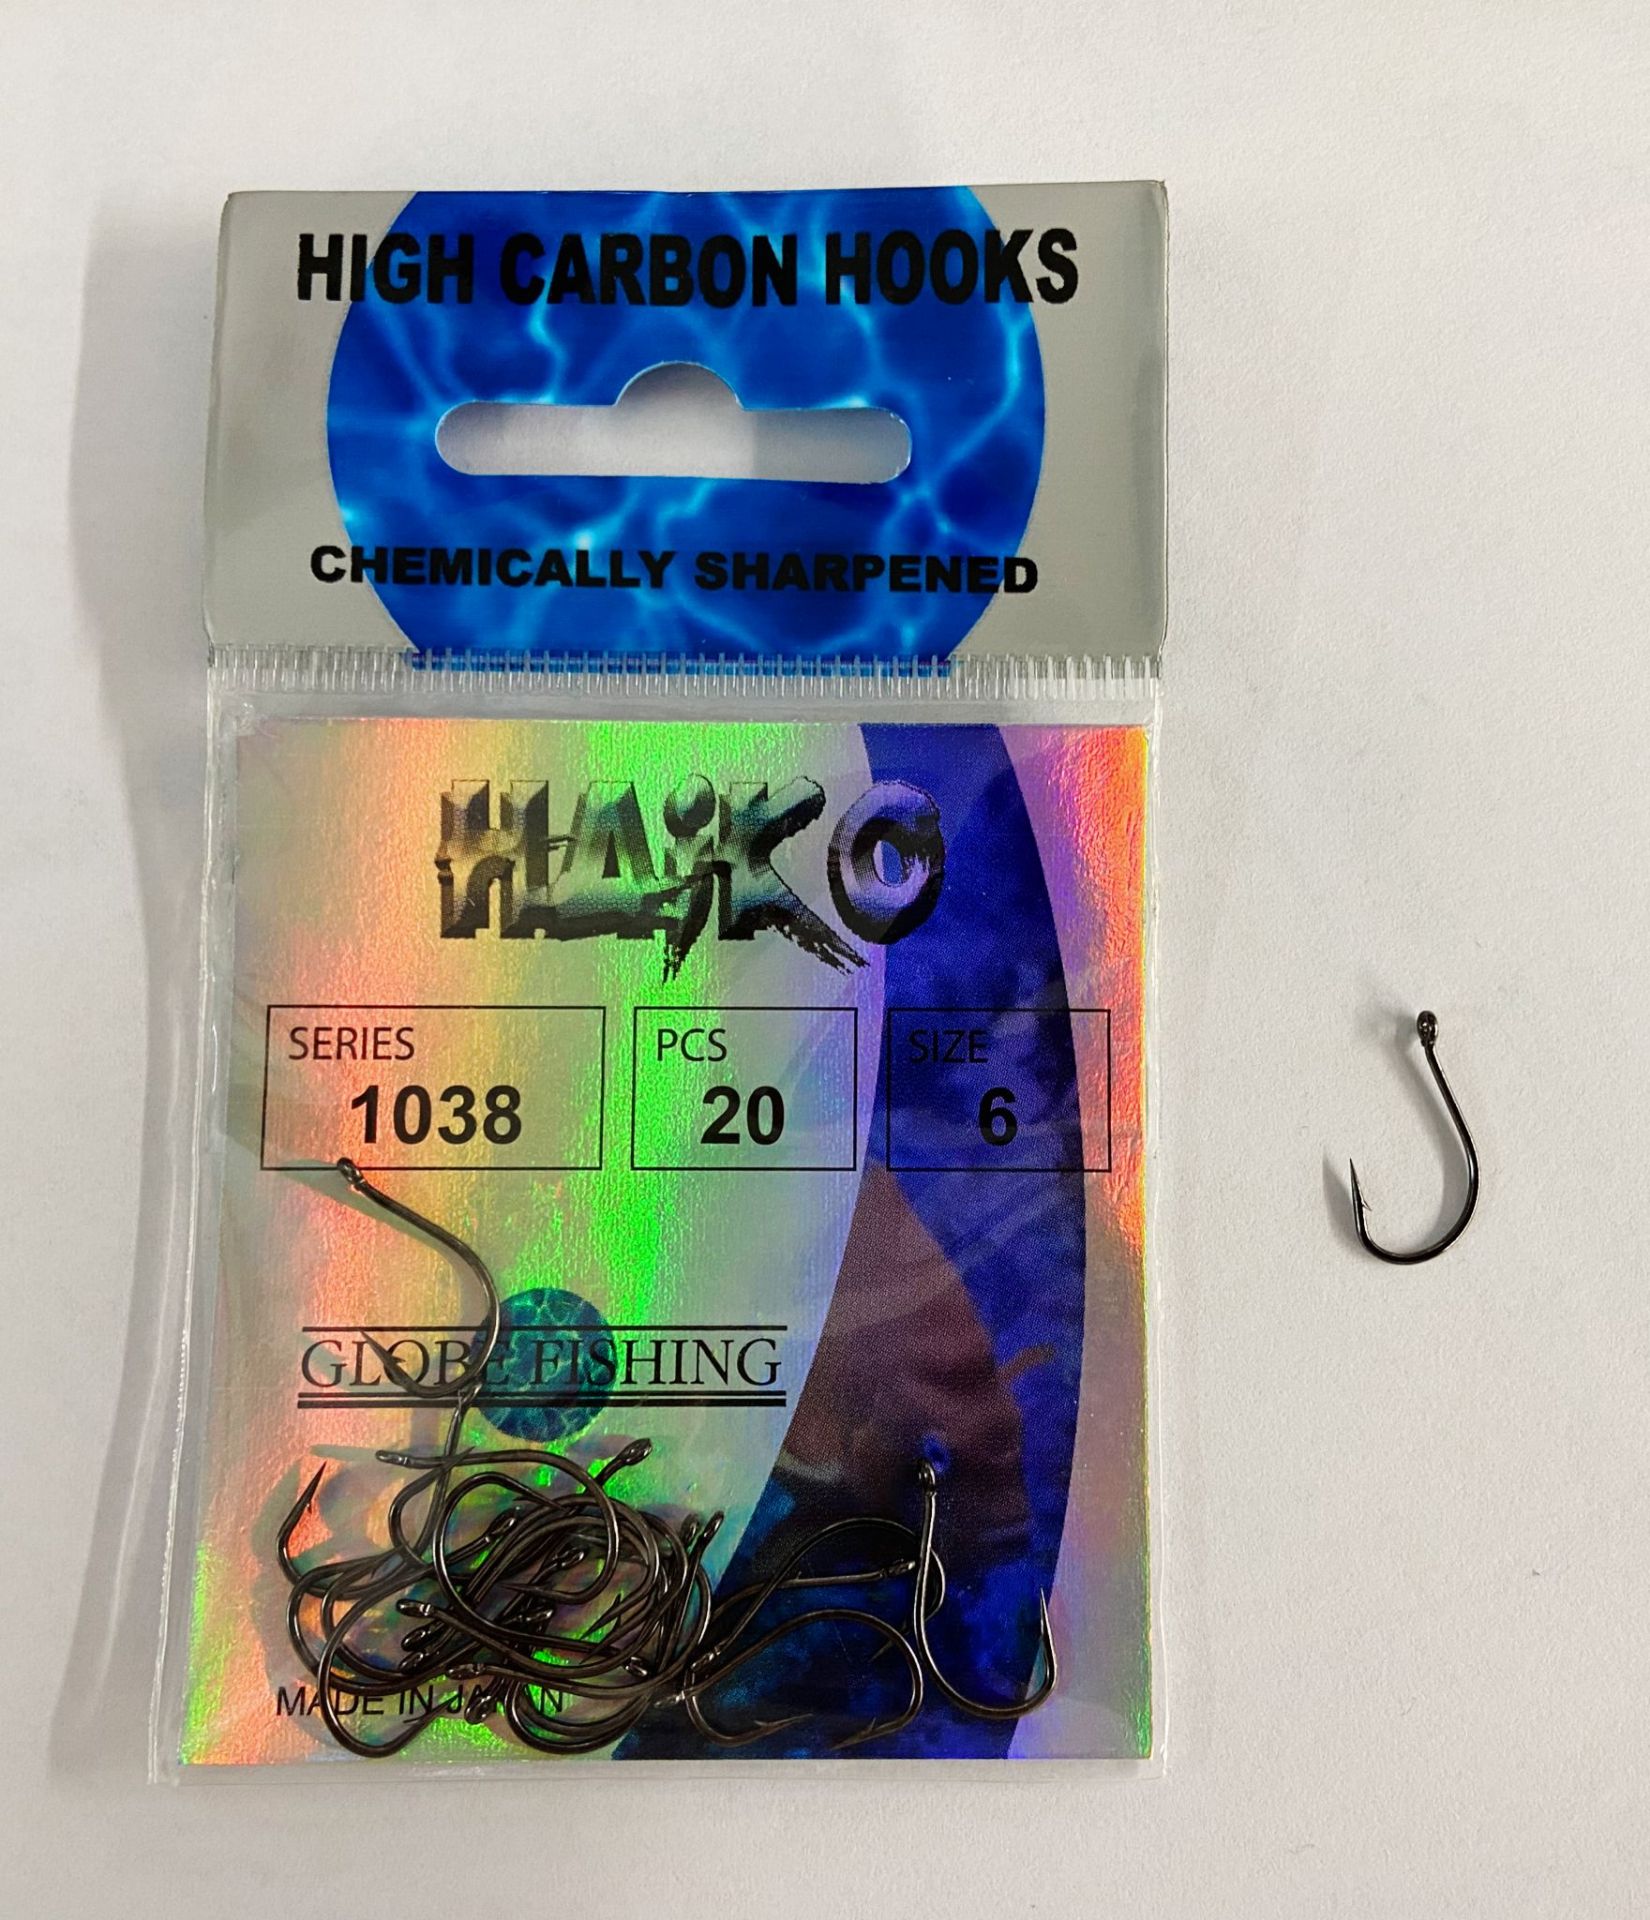 HIGH CARBON HOOKS
CHEMICALLY SHARPENED
HAiKO
SERIES
1038
PCS
20
SIZE
6
GLOBE FISHING
MADE IN JAPAN